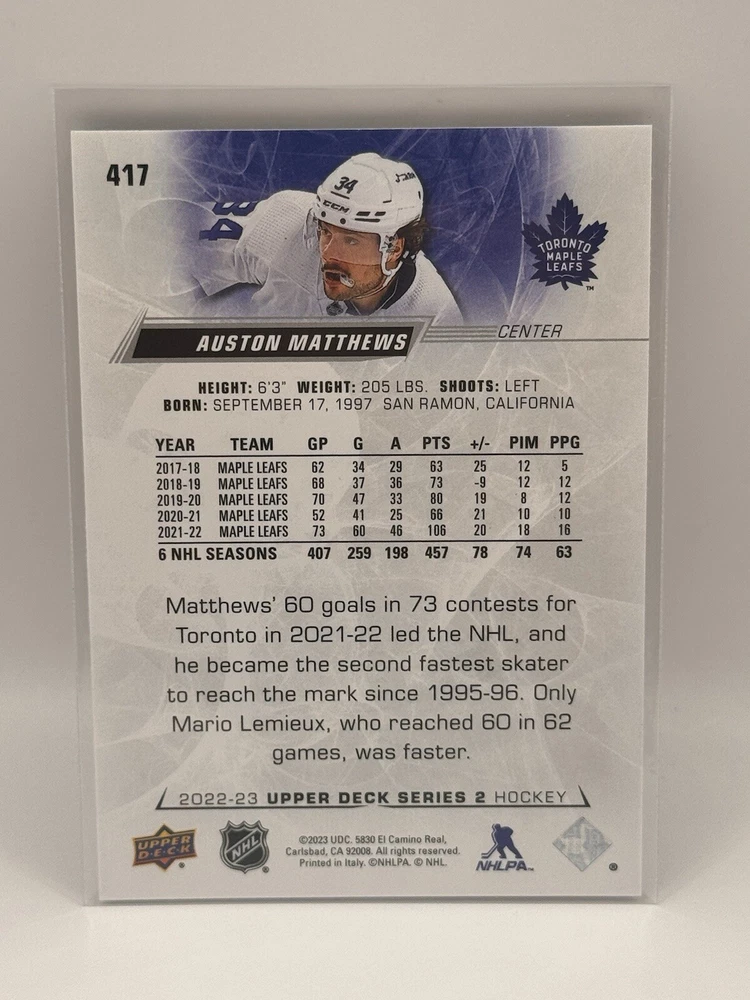 417
34
CCM
34
TORONTO
MAPLE
LEAFS
TM
AUSTON MATTHEWS
CENTER
HEIGHT: 6'3" WEIGHT: 205 LBS. SHOOTS: LEFT
BORN: SEPTEMBER 17, 1997 SAN RAMON, CALIFORNIA
YEAR TEAM GP G A PTS +/- PIM PPG
2017-18 MAPLE LEAFS 62 34 29 63 25 12 5
2018-19 MAPLE LEAFS 68 37 36 73 -9 12 12
2019-20 MAPLE LEAFS 70 47 33 80 19 8 12
2020-21 MAPLE LEAFS 52 41 25 66 21 10 10
2021-22 MAPLE LEAFS 73 60 46 106 20 18 16
6 NHL SEASONS 407 259 198 457 78 74 63
Matthews' 60 goals in 73 contests for
Toronto in 2021-22 led the NHL, and
he became the second fastest skater
to reach the mark since 1995-96. Only
Mario Lemieux, who reached 60 in 62
games, was faster.
2022-23 UPPER DECK SERIES 2 HOCKEY
UPPER
DECK
®
NHL
®
©2023 UDC. 5830 El Camino Real,
Carlsbad, CA 92008. All rights reserved.
Printed in Italy. ©NHLPA. © NHL.
NHLPA™
®